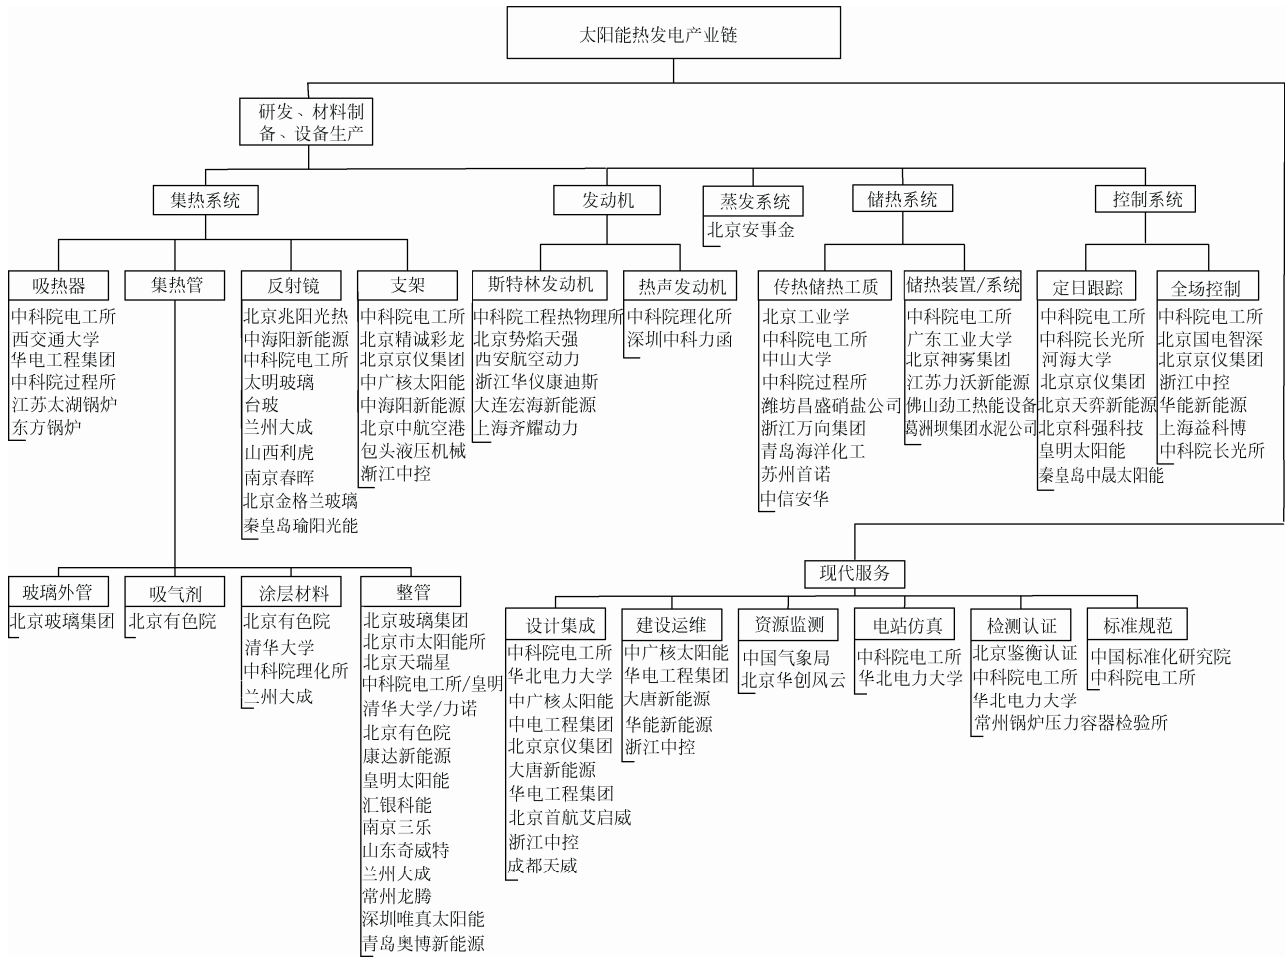 太阳能热发电产业链
研发、材料制
备、设备生产
集热系统
发动机
蒸发系统
北京安事金
储热系统
控制系统
吸热器
中科院电工所
西交通大学
华电工程集团
中科院过程所
江苏太湖锅炉
东方锅炉
集热管
反射镜
北京兆阳光热
中海阳新能源
中科院电工所
太明玻璃
台玻
兰州大成
山西利虎
南京春晖
北京金格兰玻璃
秦皇岛瑜阳光能
支架
中科院电工所
北京精诚彩龙
北京京仪集团
中广核太阳能
中海阳新能源
北京中航空港
包头液压机械
浙江中控
斯特林发动机
中科院工程热物理所
北京势焰天强
西安航空动力
浙江华仪康迪斯
大连宏海新能源
上海齐耀动力
热声发动机
中科院理化所
深圳中科力函
传热储热工质
北京工业学
中科院电工所
中山大学
中科院过程所
潍坊昌盛硝盐公司
浙江万向集团
青岛海洋化工
苏州首诺
中信安华
储热装置/系统
中科院电工所
广东工业大学
北京神雾集团
江苏力沃新能源
佛山劲工热能设备
葛洲坝集团水泥公司
定日跟踪
中科院电工所
中科院长光所
河海大学
北京京仪集团
北京天弈新能源
北京科强科技
皇明太阳能
秦皇岛中晟太阳能
全场控制
中科院电工所
北京国电智深
北京京仪集团
浙江中控
华能新能源
上海益科博
中科院长光所
玻璃外管
北京玻璃集团
吸气剂
北京有色院
涂层材料
北京有色院
清华大学
中科院理化所
兰州大成
整管
北京玻璃集团
北京市太阳能所
北京天瑞星
中科院电工所/皇明
清华大学/力诺
北京有色院
康达新能源
皇明太阳能
汇银科能
南京三乐
山东奇威特
兰州大成
常州龙腾
深圳唯真太阳能
青岛奥博新能源
现代服务
设计集成
中科院电工所
华北电力大学
中广核太阳能
中电工程集团
北京京仪集团
大唐新能源
华电工程集团
北京首航艾启威
浙江中控
成都天威
建设运维
中广核太阳能
华电工程集团
大唐新能源
华能新能源
浙江中控
资源监测
中国气象局
北京华创风云
电站仿真
中科院电工所
华北电力大学
检测认证
北京鉴衡认证
中科院电工所
华北电力大学
常州锅炉压力容器检验所
标准规范
中国标准化研究院
中科院电工所